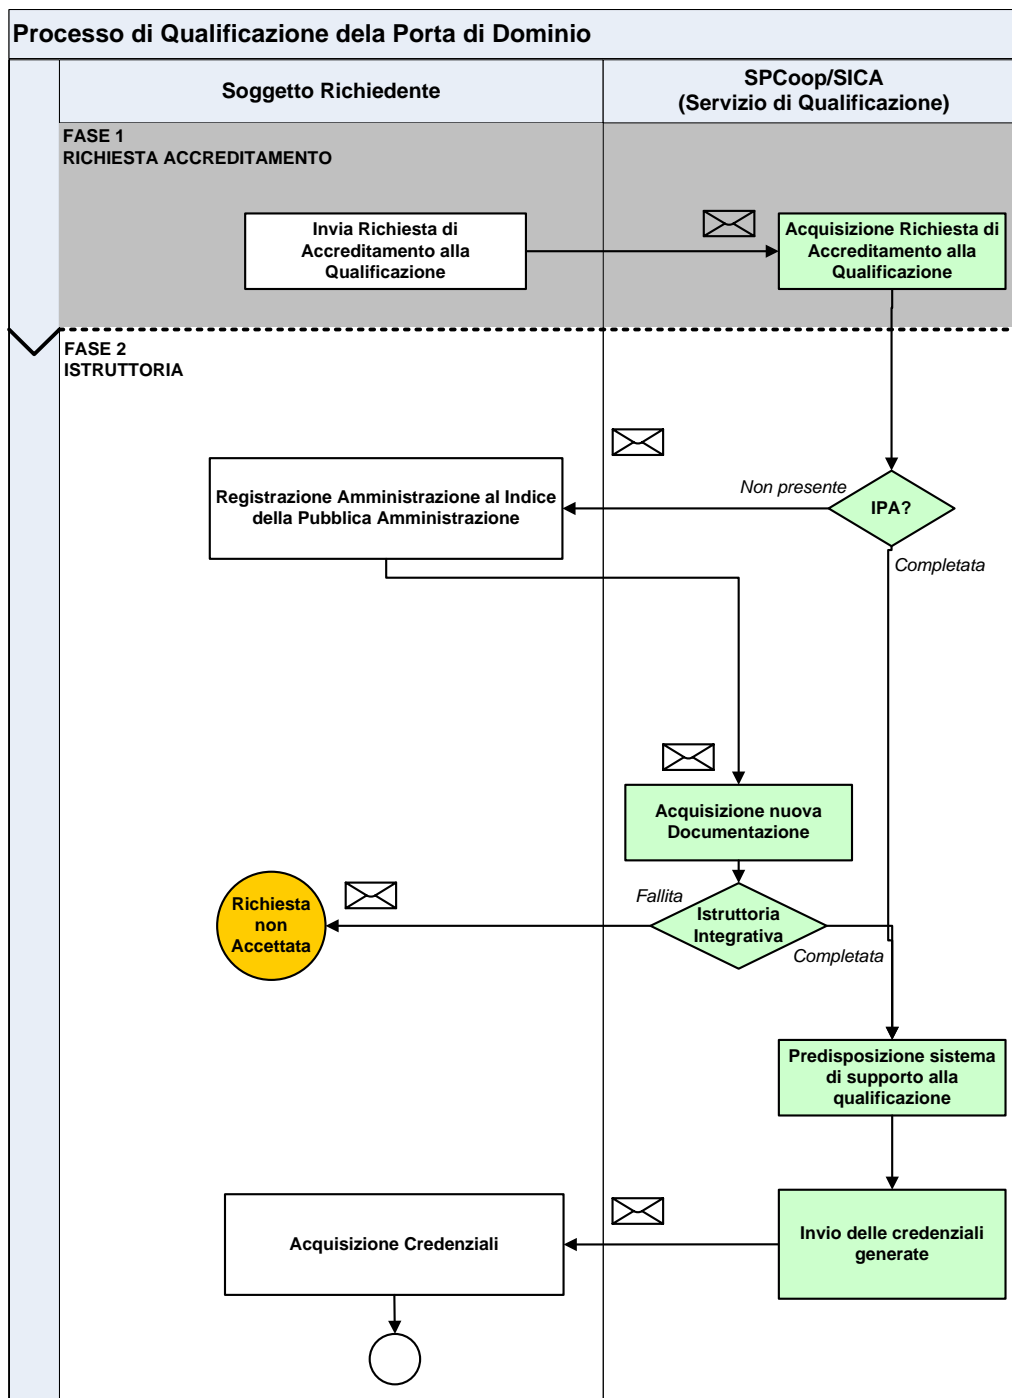 Processo di Qualificazione dela Porta di Dominio
Soggetto Richiedente
SPCoop/SICA
(Servizio di Qualificazione)
FASE 1
RICHIESTA ACCREDITAMENTO
Invia Richiesta di
Accreditamento alla
Qualificazione
Acquisizione Richiesta di
Accreditamento alla
Qualificazione
FASE 2
ISTRUTTORIA
Registrazione Amministrazione al Indice
della Pubblica Amministrazione
Non presente
IPA?
Completata
Acquisizione nuova
Documentazione
Richiesta
non
Accettata
Fallita
Istruttoria
Integrativa
Completata
Predisposizione sistema
di supporto alla
qualificazione
Acquisizione Credenziali
Invio delle credenziali
generate